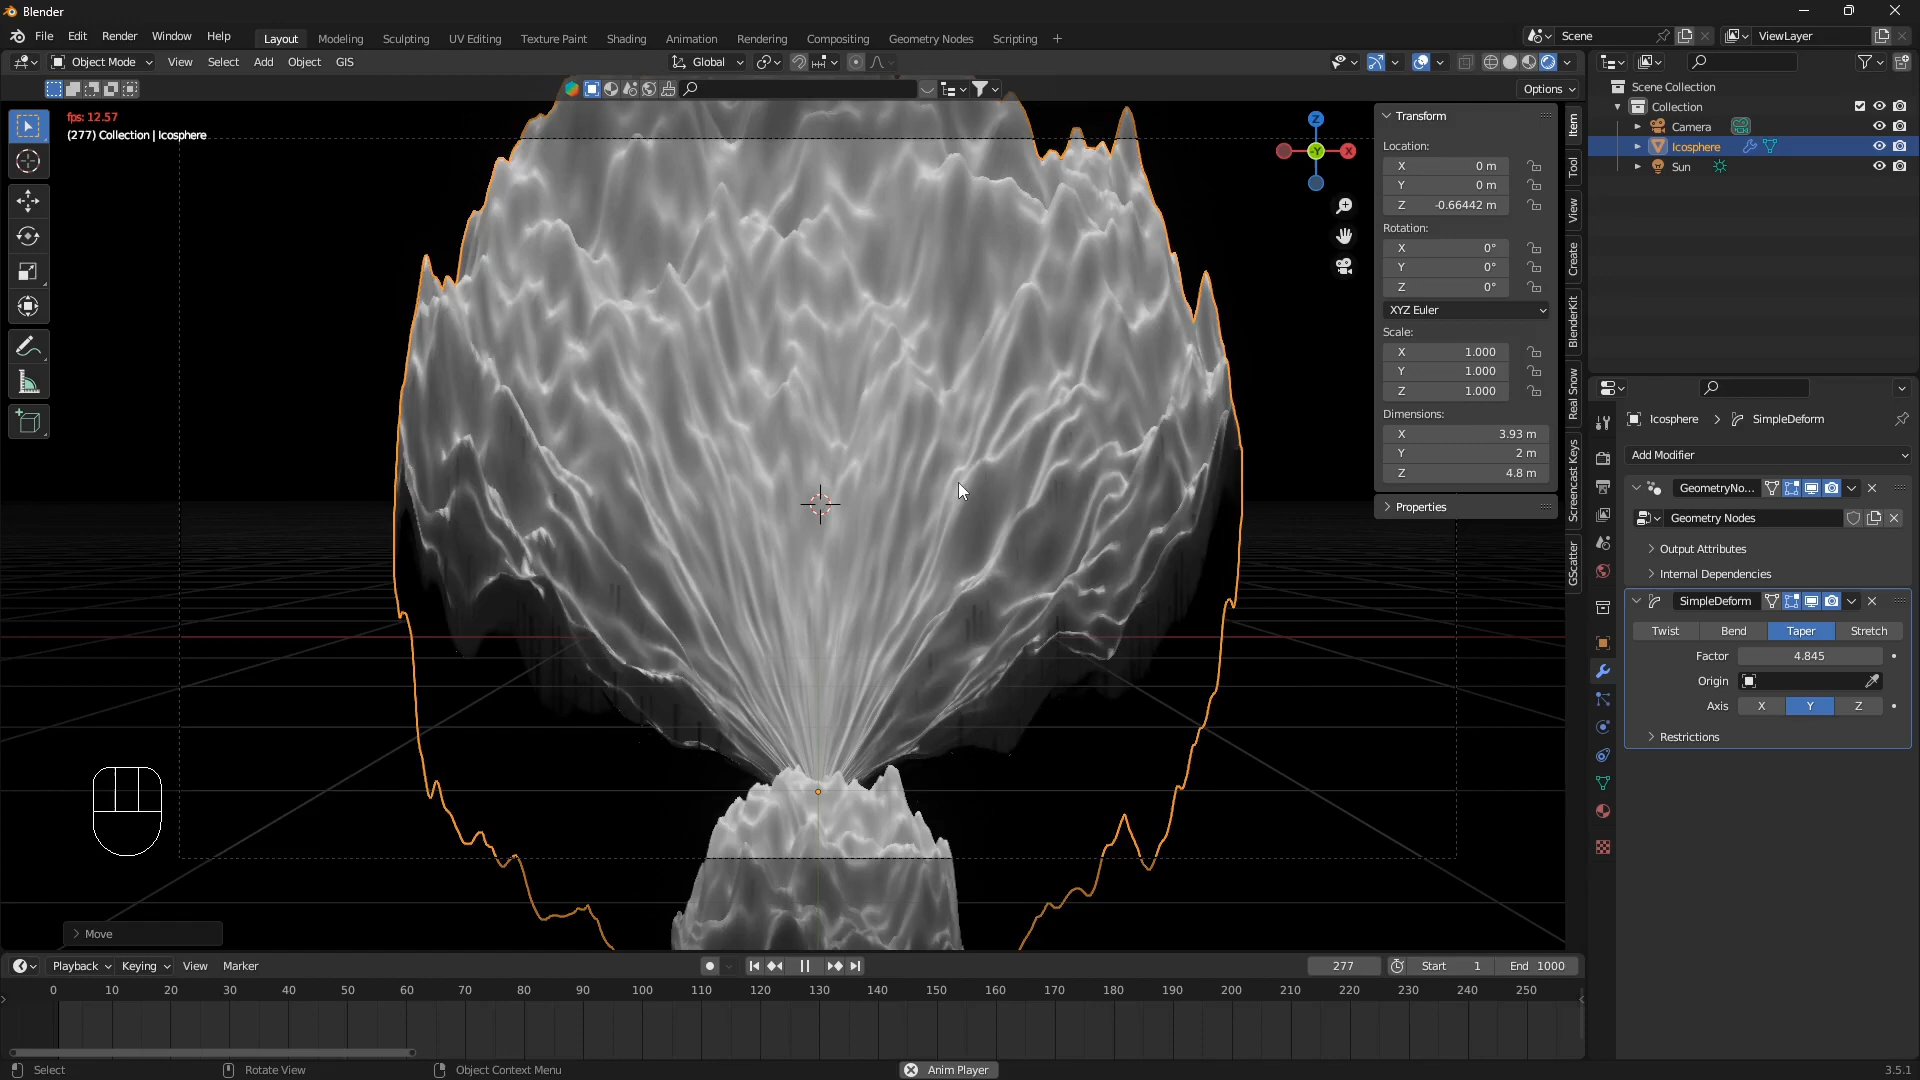 Blender
File Edit Render Window Help
Layout Modeling Sculpting UV Editing Texture Paint Shading Animation Rendering Compositing Geometry Nodes Scripting +
Scene
ViewLayer
Object Mode View Select Add Object GIS
Global
Options
fps: 12.57
(277) Collection | Icosphere
Z
X
-Y
Transform
Location:
X 0 m
Y 0 m
Z -0.66442 m
Rotation:
X 0°
Y 0°
Z 0°
XYZ Euler
Scale:
X 1.000
Y 1.000
Z 1.000
Dimensions:
X 3.93 m
Y 2 m
Z 4.8 m
Properties
Item
Tool
View
Create
BlenderKit
Real Snow
Screencast Keys
GScatter
Scene Collection
Collection
Camera
Icosphere
Sun
Icosphere > SimpleDeform
Add Modifier
GeometryNo...
Geometry Nodes
Output Attributes
Internal Dependencies
SimpleDeform
Twist Bend Taper Stretch
Factor 4.845
Origin
Axis X Y Z
Restrictions
Move
Playback Keying View Marker
277 Start 1 End 1000
0 10 20 30 40 50 60 70 80 90 100 110 120 130 140 150 160 170 180 190 200 210 220 230 240 250
Select Rotate View Object Context Menu Anim Player 3.5.1